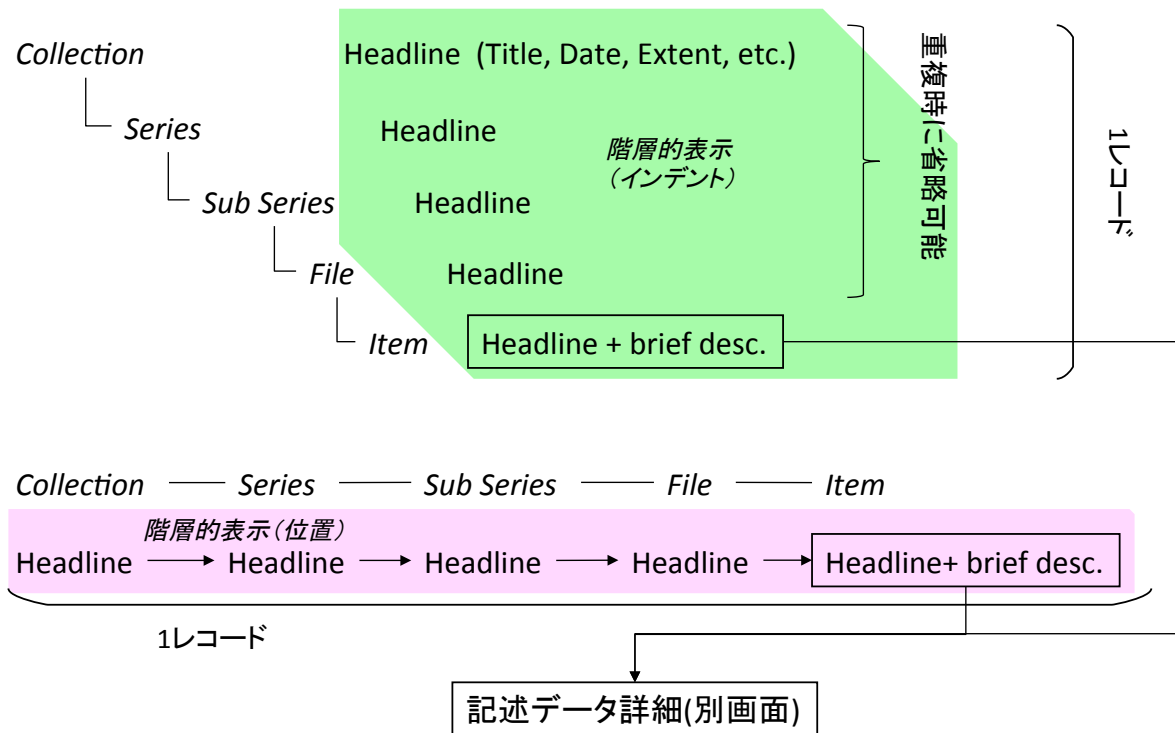 Collection
Headline (Title, Date, Extent, etc.)
Series
Headline
階層的表示
（インデント）
Sub Series
Headline
File
Headline
Item
Headline + brief desc.
重複時に省略可能
1レコード
Collection
Series
Sub Series
File
Item
階層的表示（位置）
Headline
Headline
Headline
Headline
Headline+ brief desc.
1レコード
記述データ詳細(別画面)